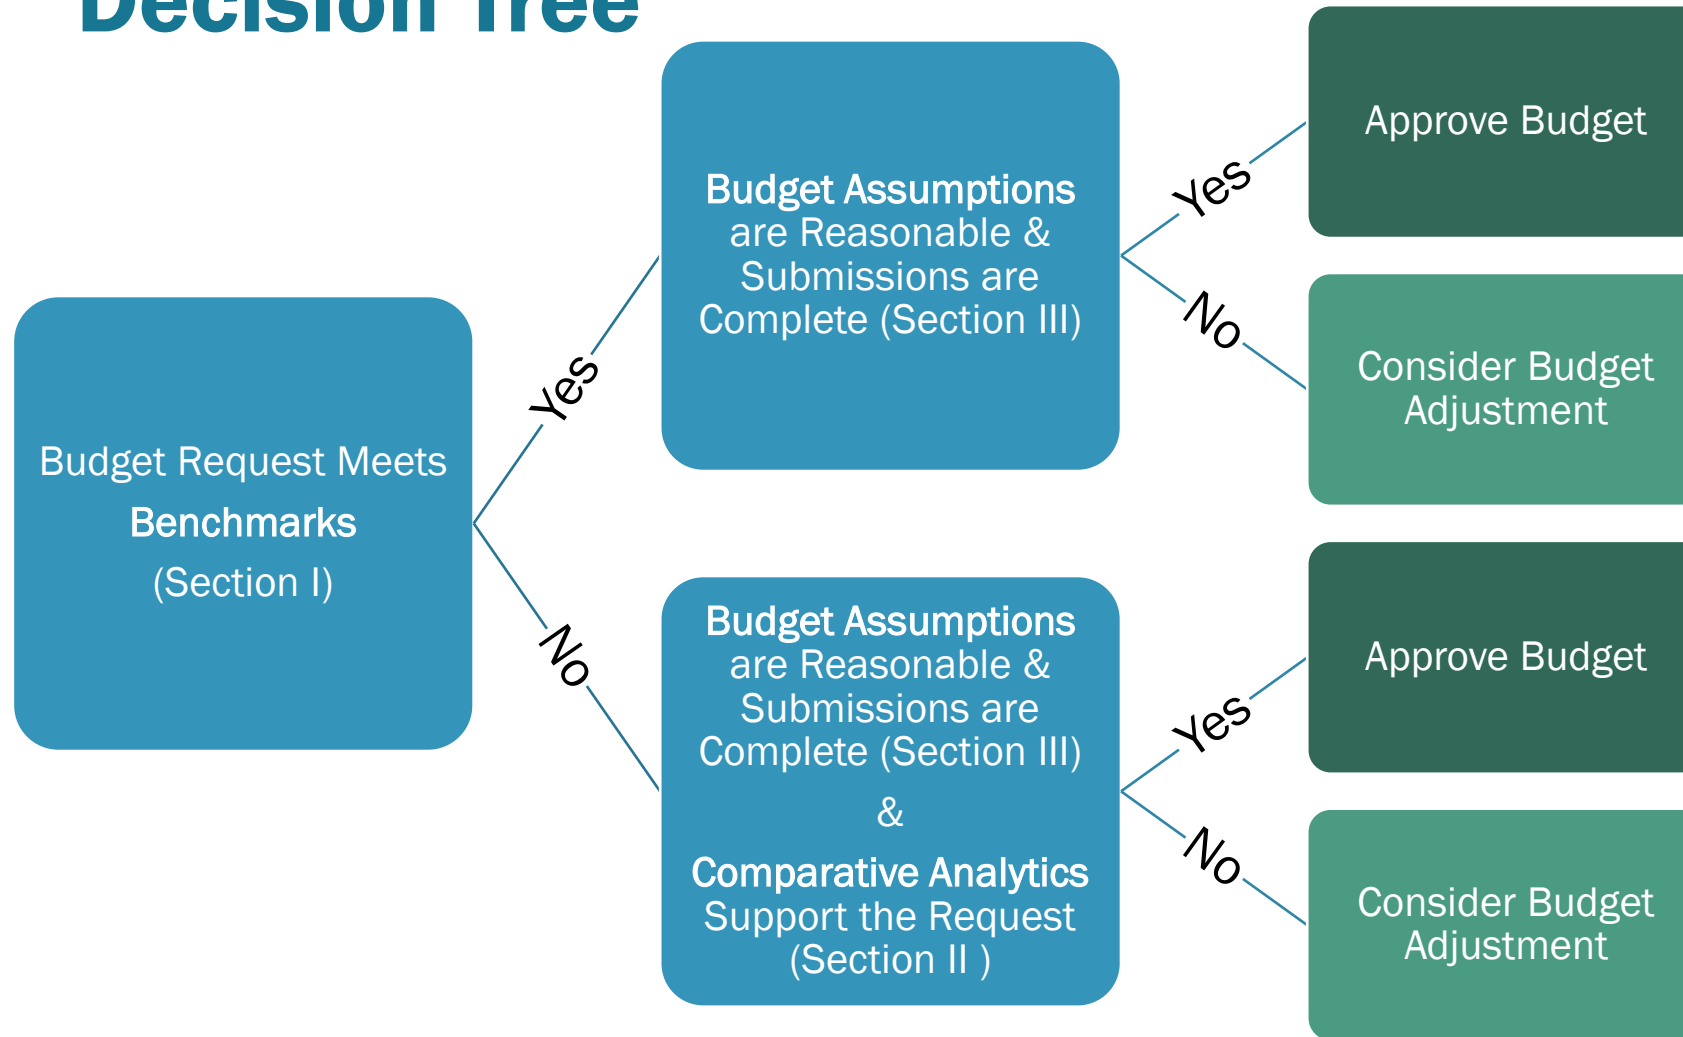 Decision Tree
Budget Request Meets
Benchmarks
(Section I)
Yes
No
Budget Assumptions
are Reasonable &
Submissions are
Complete (Section III)
Yes
No
Budget Assumptions
are Reasonable &
Submissions are
Complete (Section III)
&
Comparative Analytics
Support the Request
(Section II )
Yes
No
Approve Budget
Consider Budget
Adjustment
Approve Budget
Consider Budget
Adjustment